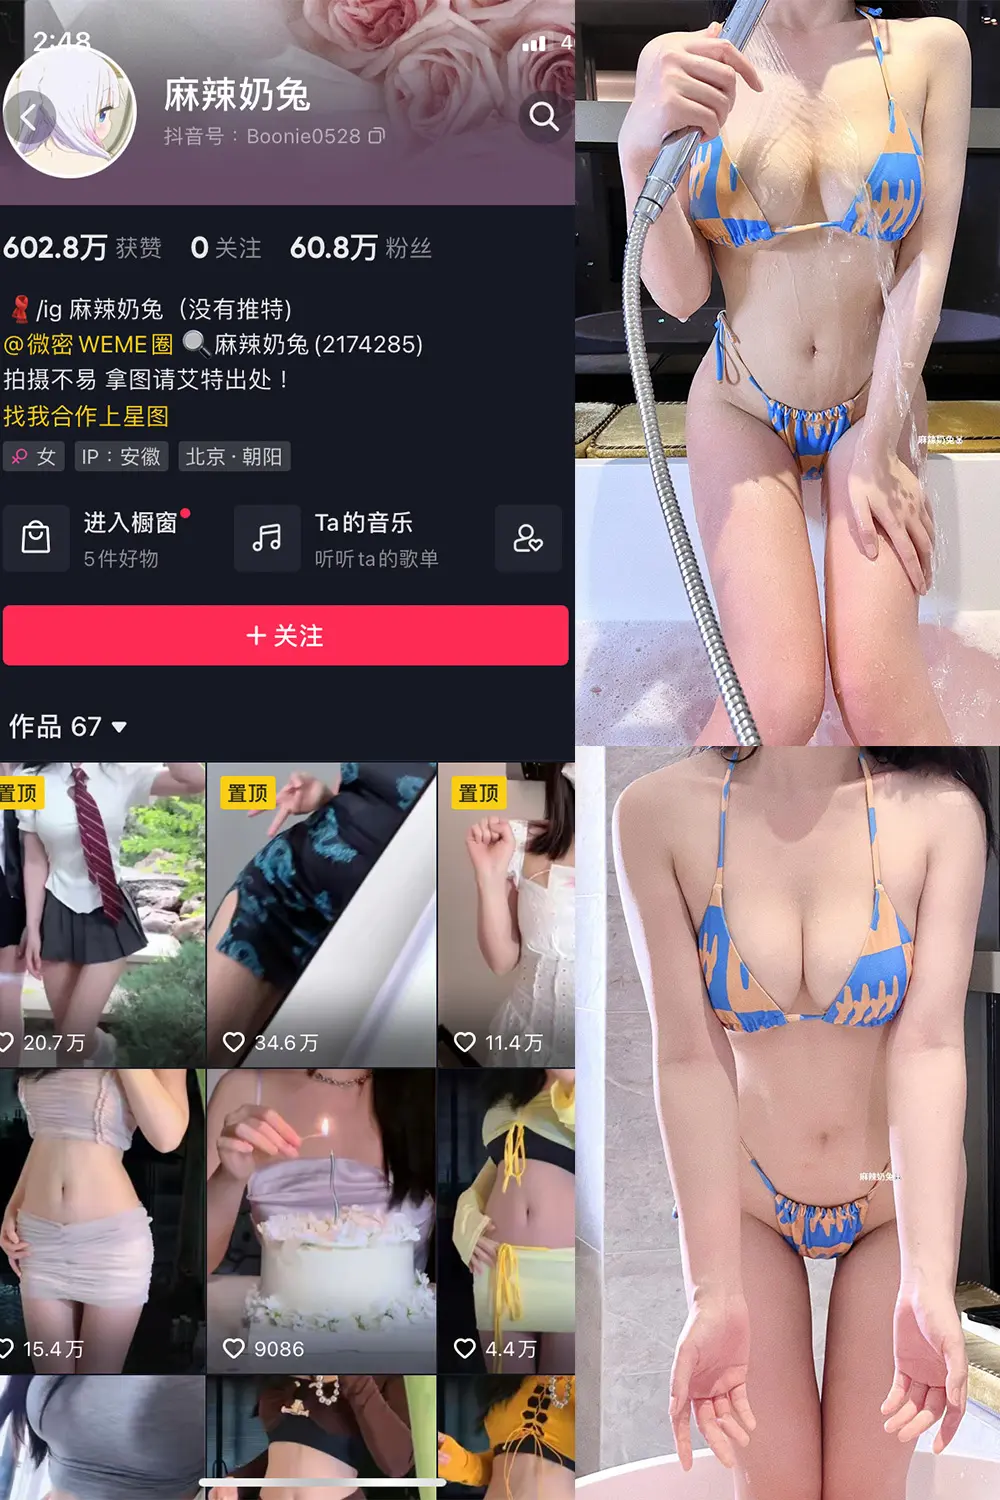 2:48
4
麻辣奶兔
抖音号：Boonie0528
602.8万 获赞 0 关注 60.8万 粉丝
/ig 麻辣奶兔（没有推特)
@微密 WEME圈 麻辣奶兔(2174285)
拍摄不易 拿图请艾特出处！
找我合作上星图
女 IP：安徽 北京·朝阳
进入橱窗
5件好物
Ta的音乐
听听ta的歌单
+ 关注
作品 67
置顶 置顶 置顶
20.7万 34.6万 11.4万
15.4万 9086 4.4万
麻辣奶兔
麻辣奶兔